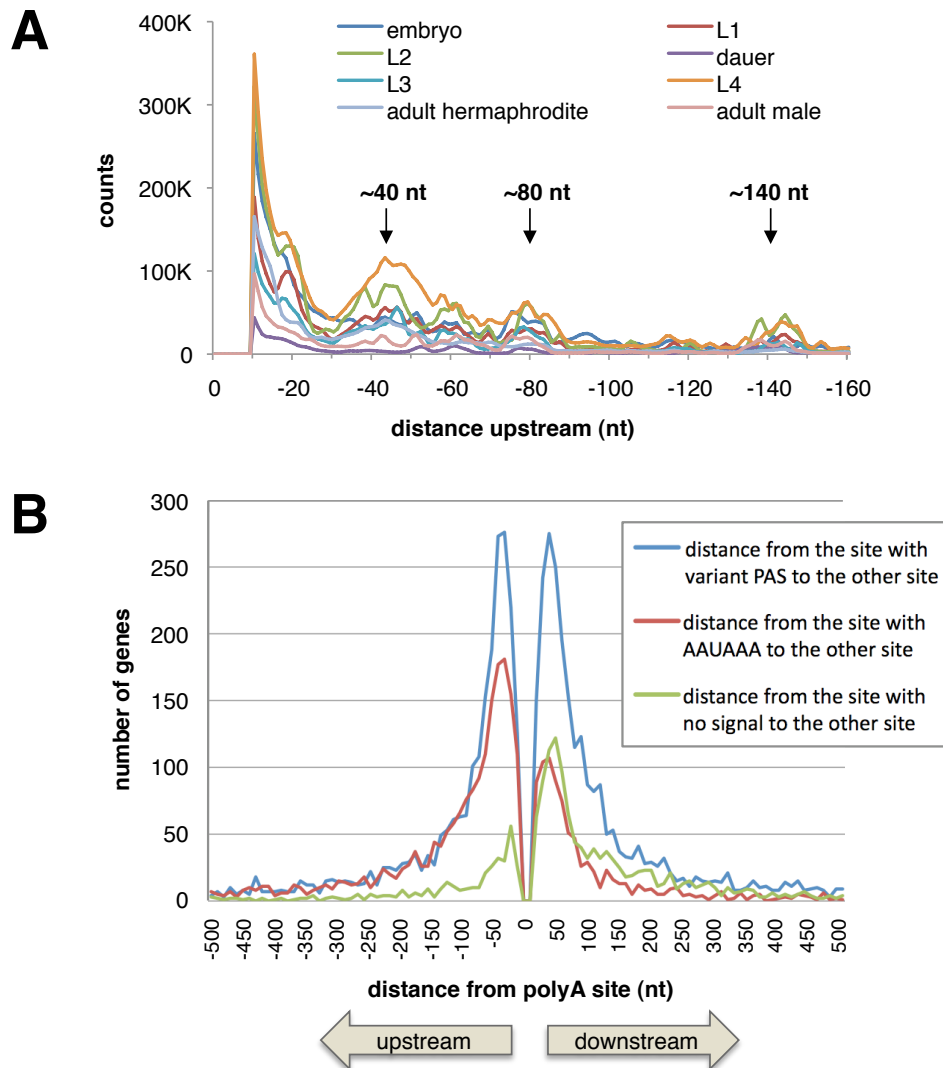 A
400K
300K
200K
100K
0
counts
embryo
L1
L2
dauer
L3
L4
adult hermaphrodite
adult male
~40 nt
~80 nt
~140 nt
0 -20 -40 -60 -80 -100 -120 -140 -160
distance upstream (nt)
B
300
250
200
150
100
50
0
number of genes
distance from the site with
variant PAS to the other site
distance from the site with
AAUAAA to the other site
distance from the site with
no signal to the other site
-500 -450 -400 -350 -300 -250 -200 -150 -100 -50 0 50 100 150 200 250 300 350 400 450 500
distance from polyA site (nt)
upstream
downstream